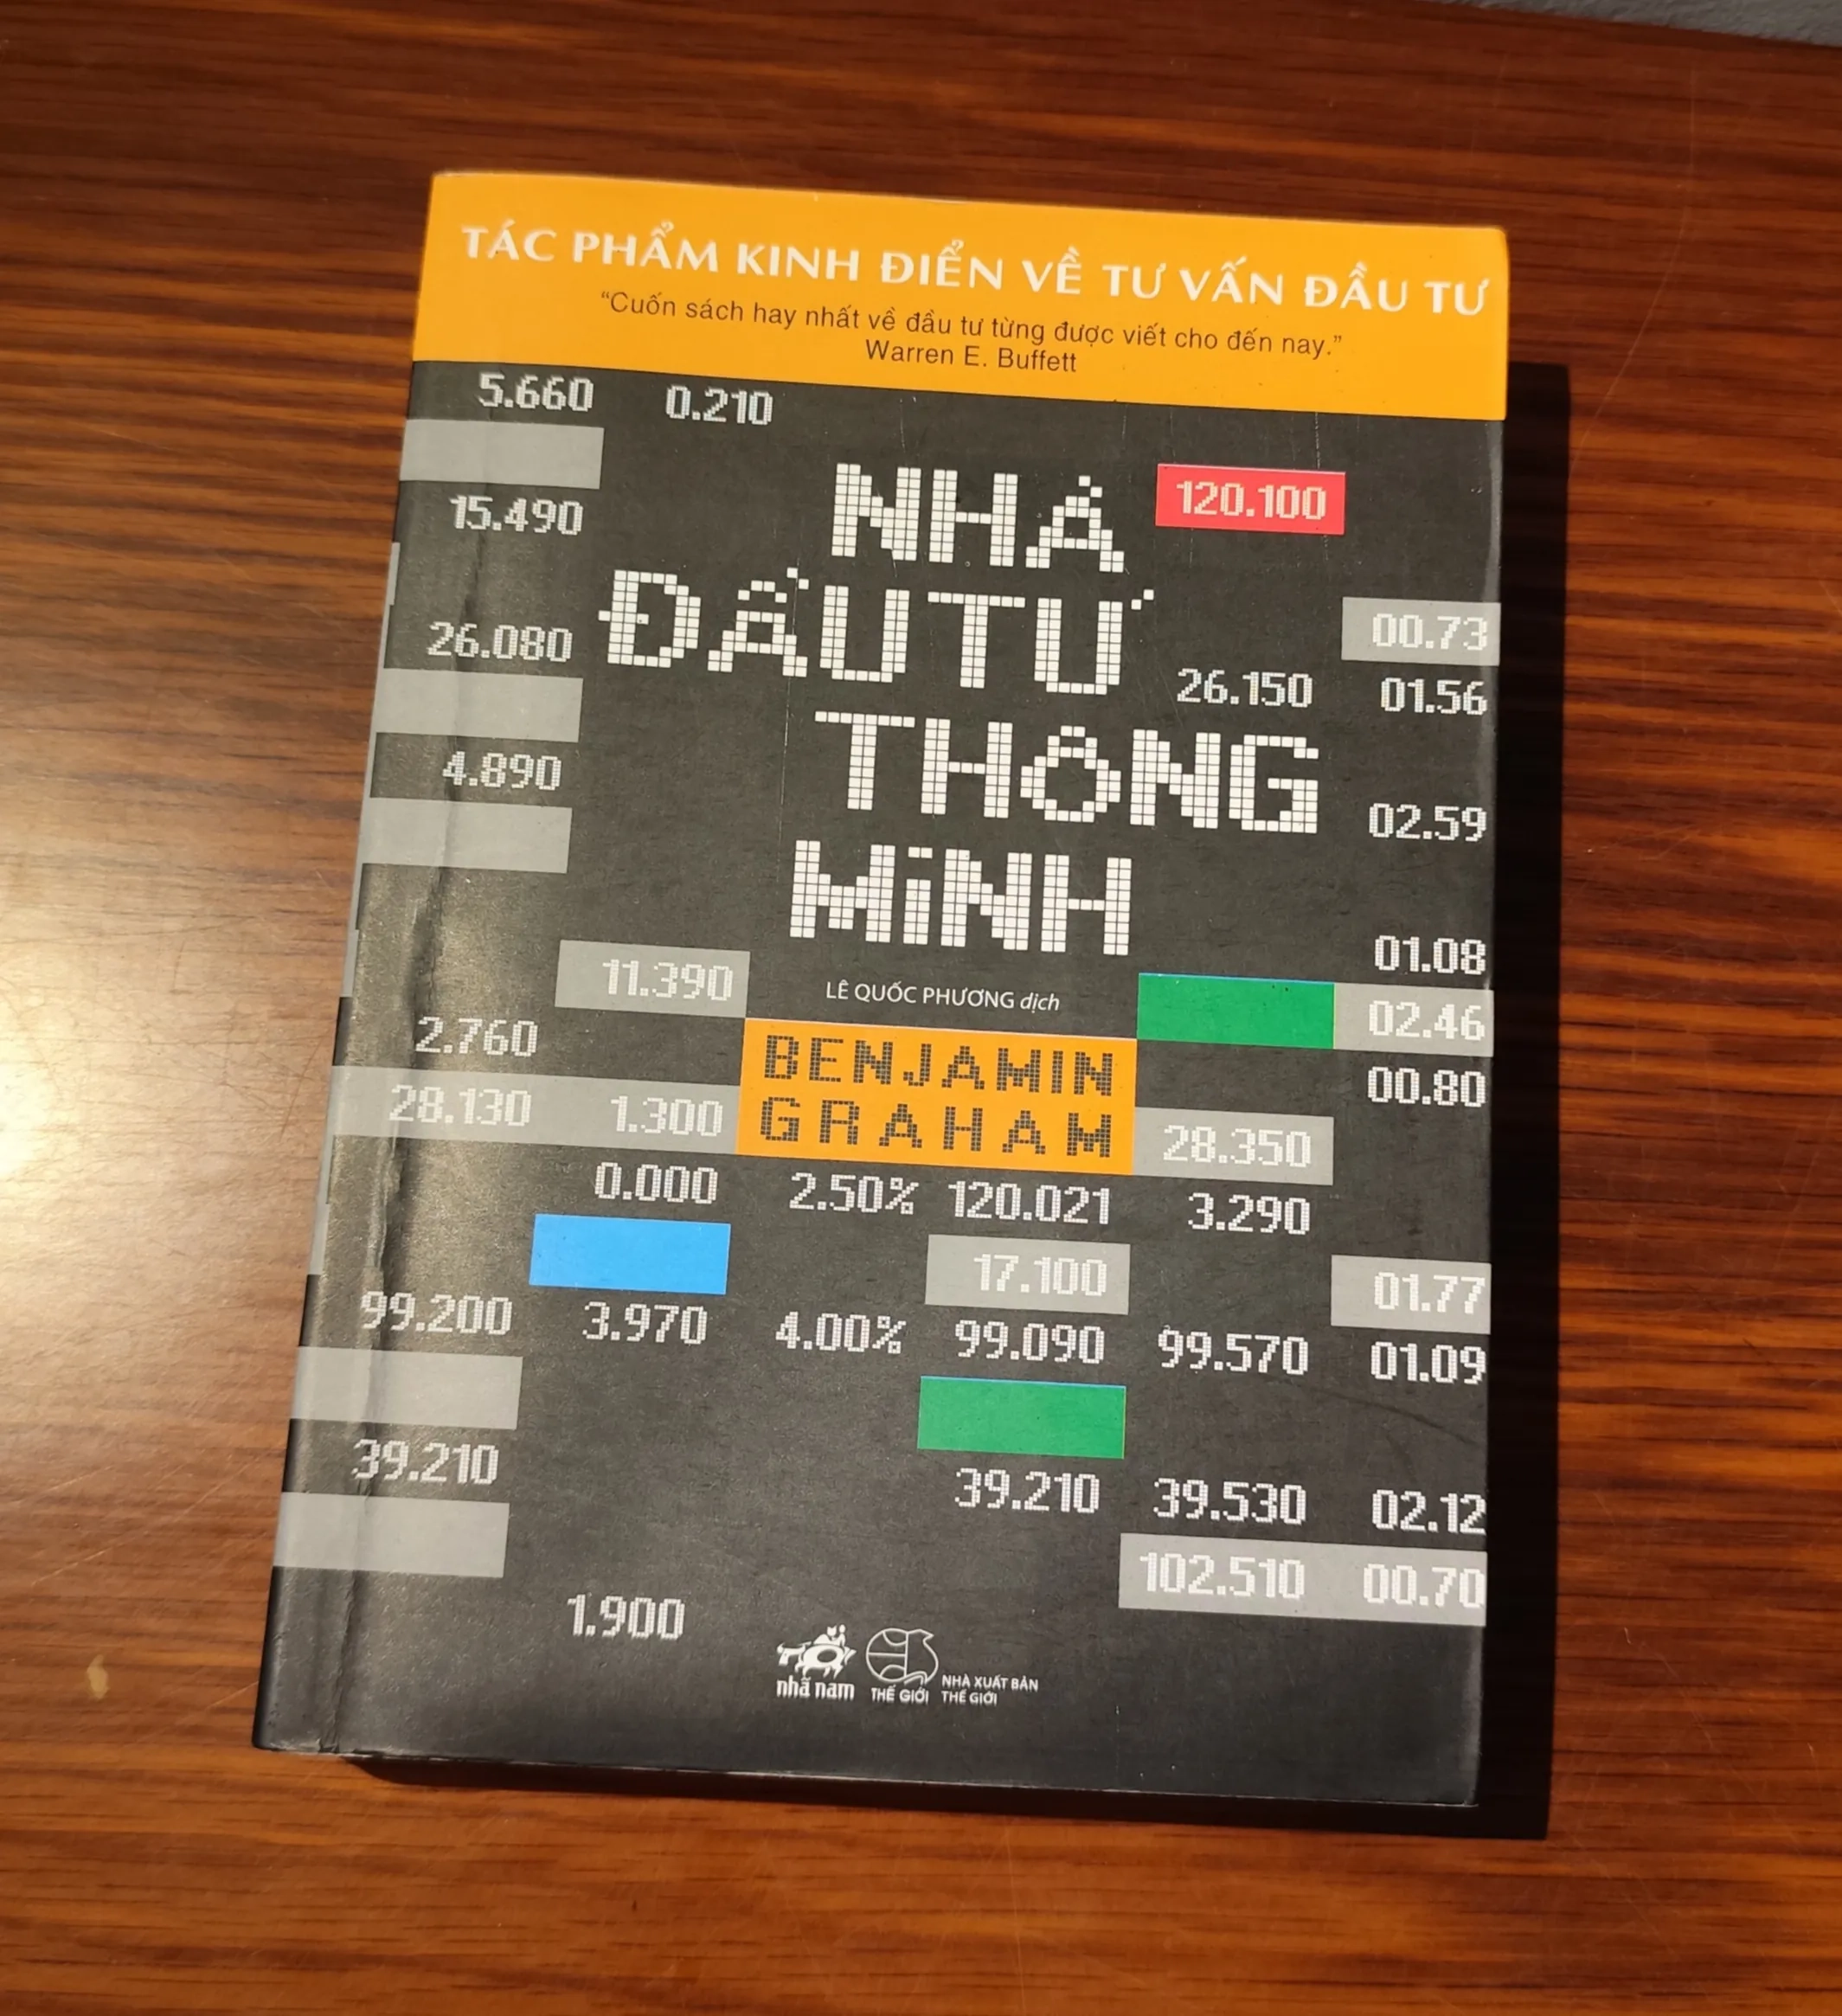 TÁC PHẨM KINH ĐIỂN VỀ TƯ VẤN ĐẦU TƯ
“Cuốn sách hay nhất về đầu tư từng được viết cho đến nay.”
Warren E. Buffett
5.660 0.210
NHÀ 120.100
15.490
ĐẦU TƯ 00.73
26.080 26.150 01.56
THÔNG
4.890 02.59
MINH
01.08
11.390 LÊ QUỐC PHƯƠNG dịch 02.46
2.760 BENJAMIN 00.80
28.130 1.300 GRAHAM 28.350
0.000 2.50% 120.021 3.290
17.100 01.77
99.200 3.970 4.00% 99.090 99.570 01.09
39.210 39.210 39.530 02.12
102.510 00.70
1.900
nhã nam THẾ GIỚI NHÀ XUẤT BẢN
THẾ GIỚI